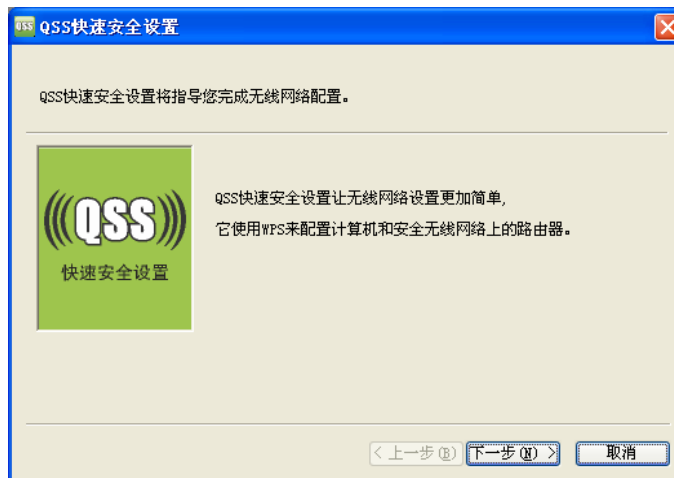 QSS QSS快速安全设置
QSS快速安全设置将指导您完成无线网络配置。
(((QSS)))
快速安全设置
QSS快速安全设置让无线网络设置更加简单,
它使用WPS来配置计算机和安全无线网络上的路由器。
< 上一步(B) 下一步(N) > 取消